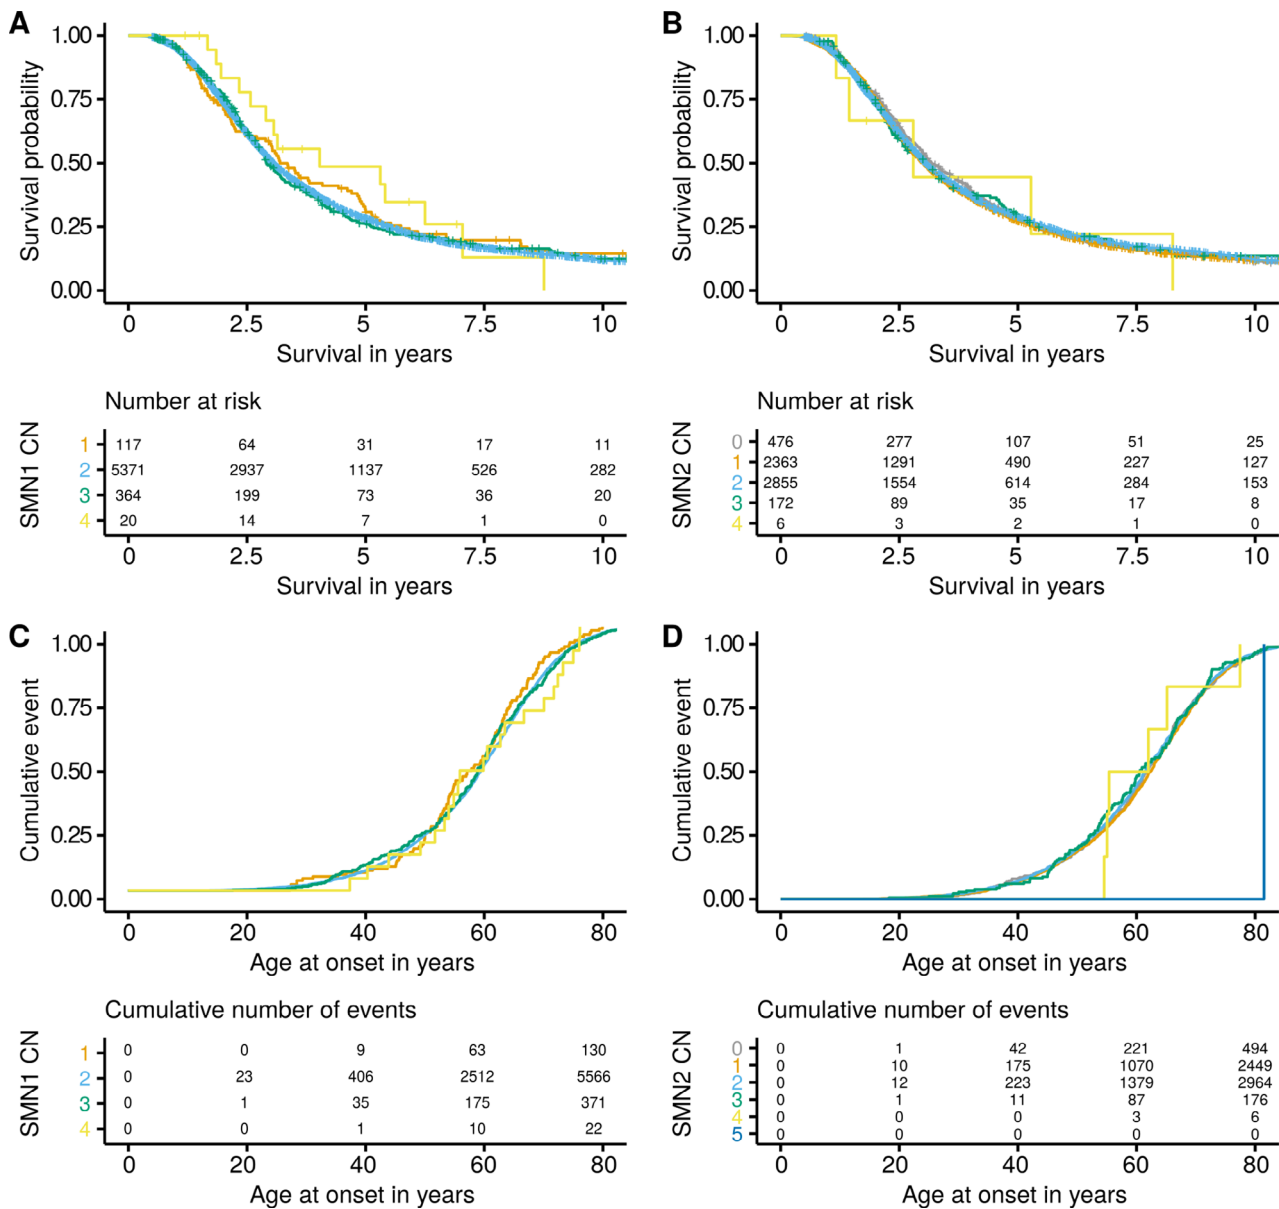 A
Survival probability
1.00
0.75
0.50
0.25
0.00
0 2.5 5 7.5 10
Survival in years
Number at risk
SMN1 CN
1 117 64 31 17 11
2 5371 2937 1137 526 282
3 364 199 73 36 20
4 20 14 7 1 0
0 2.5 5 7.5 10
Survival in years
B
Survival probability
1.00
0.75
0.50
0.25
0.00
0 2.5 5 7.5 10
Survival in years
Number at risk
SMN2 CN
0 476 277 107 51 25
1 2363 1291 490 227 127
2 2855 1554 614 284 153
3 172 89 35 17 8
4 6 3 2 1 0
0 2.5 5 7.5 10
Survival in years
C
Cumulative event
1.00
0.75
0.50
0.25
0.00
0 20 40 60 80
Age at onset in years
Cumulative number of events
SMN1 CN
1 0 0 9 63 130
2 0 23 406 2512 5566
3 0 1 35 175 371
4 0 0 1 10 22
0 20 40 60 80
Age at onset in years
D
Cumulative event
1.00
0.75
0.50
0.25
0.00
0 20 40 60 80
Age at onset in years
Cumulative number of events
SMN2 CN
0 0 1 42 221 494
1 0 10 175 1070 2449
2 0 12 223 1379 2964
3 0 1 11 87 176
4 0 0 0 3 6
5 0 0 0 0 0
0 20 40 60 80
Age at onset in years